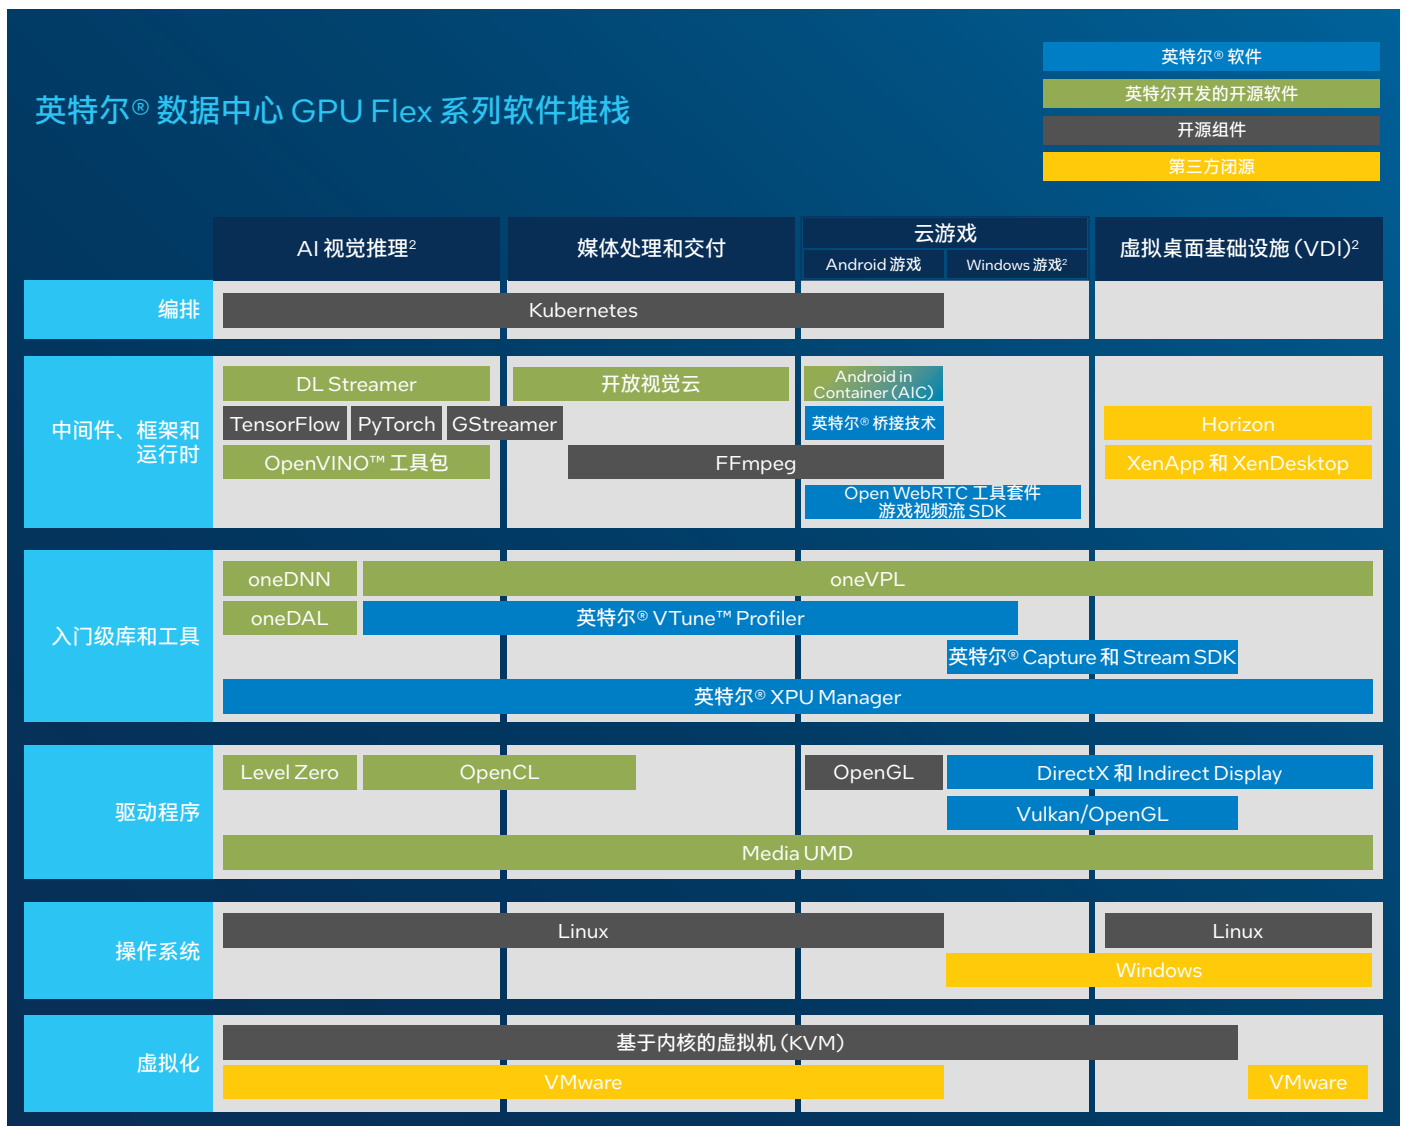 英特尔® 软件
英特尔开发的开源软件
开源组件
第三方闭源
英特尔® 数据中心 GPU Flex 系列软件堆栈
AI 视觉推理²
媒体处理和交付
云游戏
Android 游戏
Windows 游戏²
虚拟桌面基础设施 (VDI)²
编排
Kubernetes
中间件、框架和
运行时
DL Streamer
开放视觉云
Android in
Container (AIC)
TensorFlow
PyTorch
GStreamer
英特尔® 桥接技术
Horizon
OpenVINO™ 工具包
FFmpeg
XenApp 和 XenDesktop
Open WebRTC 工具套件
游戏视频流 SDK
入门级库和工具
oneDNN
oneVPL
oneDAL
英特尔® VTune™ Profiler
英特尔® Capture 和 Stream SDK
英特尔® XPU Manager
驱动程序
Level Zero
OpenCL
OpenGL
DirectX 和 Indirect Display
Vulkan/OpenGL
Media UMD
操作系统
Linux
Linux
Windows
虚拟化
基于内核的虚拟机 (KVM)
VMware
VMware